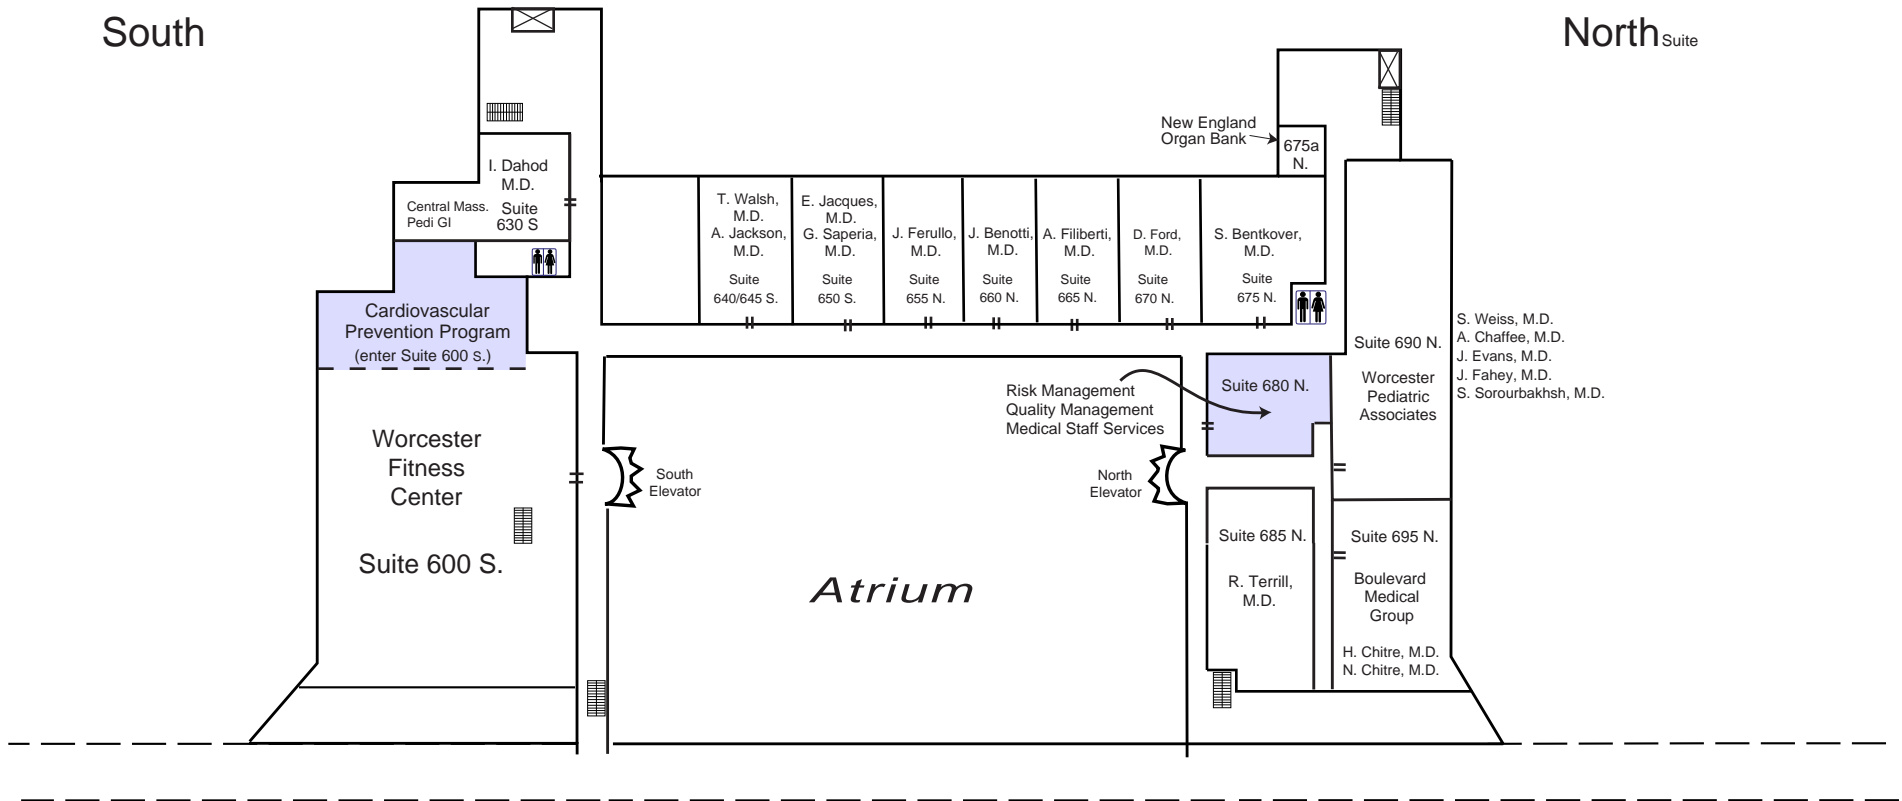 South
North Suite
New England
Organ Bank
675a
N.
I. Dahod
M.D.
Suite
630 S
Central Mass.
Pedi GI
T. Walsh,
M.D.
A. Jackson,
M.D.
Suite
640/645 S.
E. Jacques,
M.D.
G. Saperia,
M.D.
Suite
650 S.
J. Ferullo,
M.D.
Suite
655 N.
J. Benotti,
M.D.
Suite
660 N.
A. Filiberti,
M.D.
Suite
665 N.
D. Ford,
M.D.
Suite
670 N.
S. Bentkover,
M.D.
Suite
675 N.
Cardiovascular
Prevention Program
(enter Suite 600 S.)
Worcester
Fitness
Center
Suite 600 S.
South
Elevator
Atrium
Risk Management
Quality Management
Medical Staff Services
North
Elevator
Suite 680 N.
Suite 690 N.
Worcester
Pediatric
Associates
S. Weiss, M.D.
A. Chaffee, M.D.
J. Evans, M.D.
J. Fahey, M.D.
S. Sorourbakhsh, M.D.
Suite 685 N.
R. Terrill,
M.D.
Suite 695 N.
Boulevard
Medical
Group
H. Chitre, M.D.
N. Chitre, M.D.